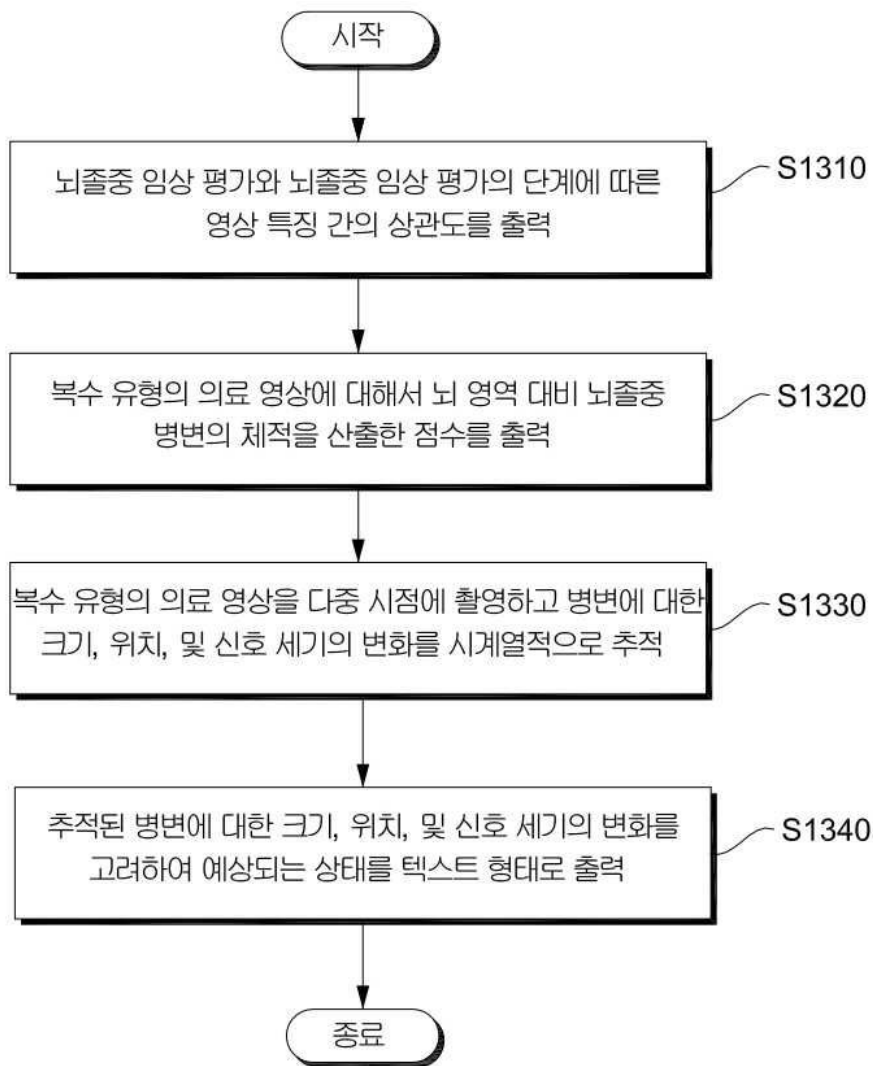 시작
뇌졸중 임상 평가와 뇌졸중 임상 평가의 단계에 따른
영상 특징 간의 상관도를 출력
S1310
복수 유형의 의료 영상에 대해서 뇌 영역 대비 뇌졸중
병변의 체적을 산출한 점수를 출력
S1320
복수 유형의 의료 영상을 다중 시점에 촬영하고 병변에 대한
크기, 위치, 및 신호 세기의 변화를 시계열적으로 추적
S1330
추적된 병변에 대한 크기, 위치, 및 신호 세기의 변화를
고려하여 예상되는 상태를 텍스트 형태로 출력
S1340
종료